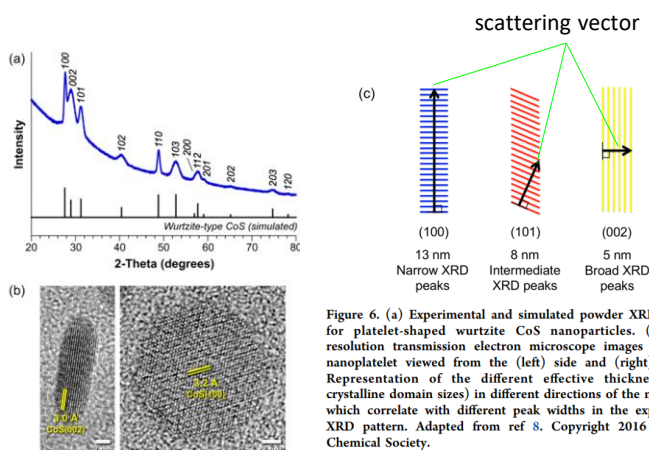 scattering vector
(a)
100
002
101
102
110
103
200
112
201
202
203
120
Intensity
Wurtzite-type CoS (simulated)
20 30 40 50 60 70 80
2-Theta (degrees)
(b)
3.0 Å
CoS(002)
3.2 Å
CoS(100)
(c)
(100) (101) (002)
13 nm 8 nm 5 nm
Narrow XRD Intermediate Broad XRD
peaks XRD peaks peaks
Figure 6. (a) Experimental and simulated powder XRD
for platelet-shaped wurtzite CoS nanoparticles. (
resolution transmission electron microscope images
nanoplatelet viewed from the (left) side and (right)
Representation of the different effective thickne
crystalline domain sizes) in different directions of the n
which correlate with different peak widths in the exp
XRD pattern. Adapted from ref 8. Copyright 2016
Chemical Society.